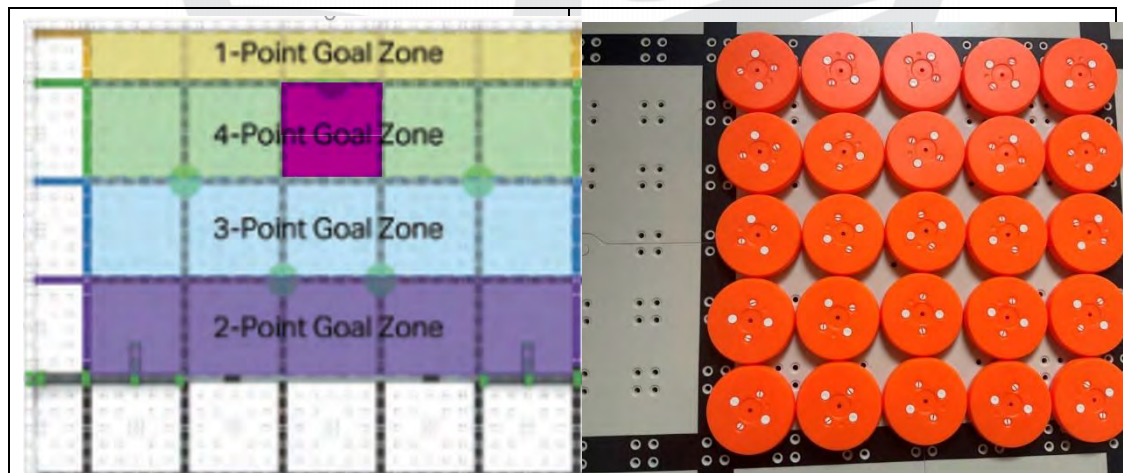 1-Point Goal Zone
4-Point Goal Zone
3-Point Goal Zone
2-Point Goal Zone